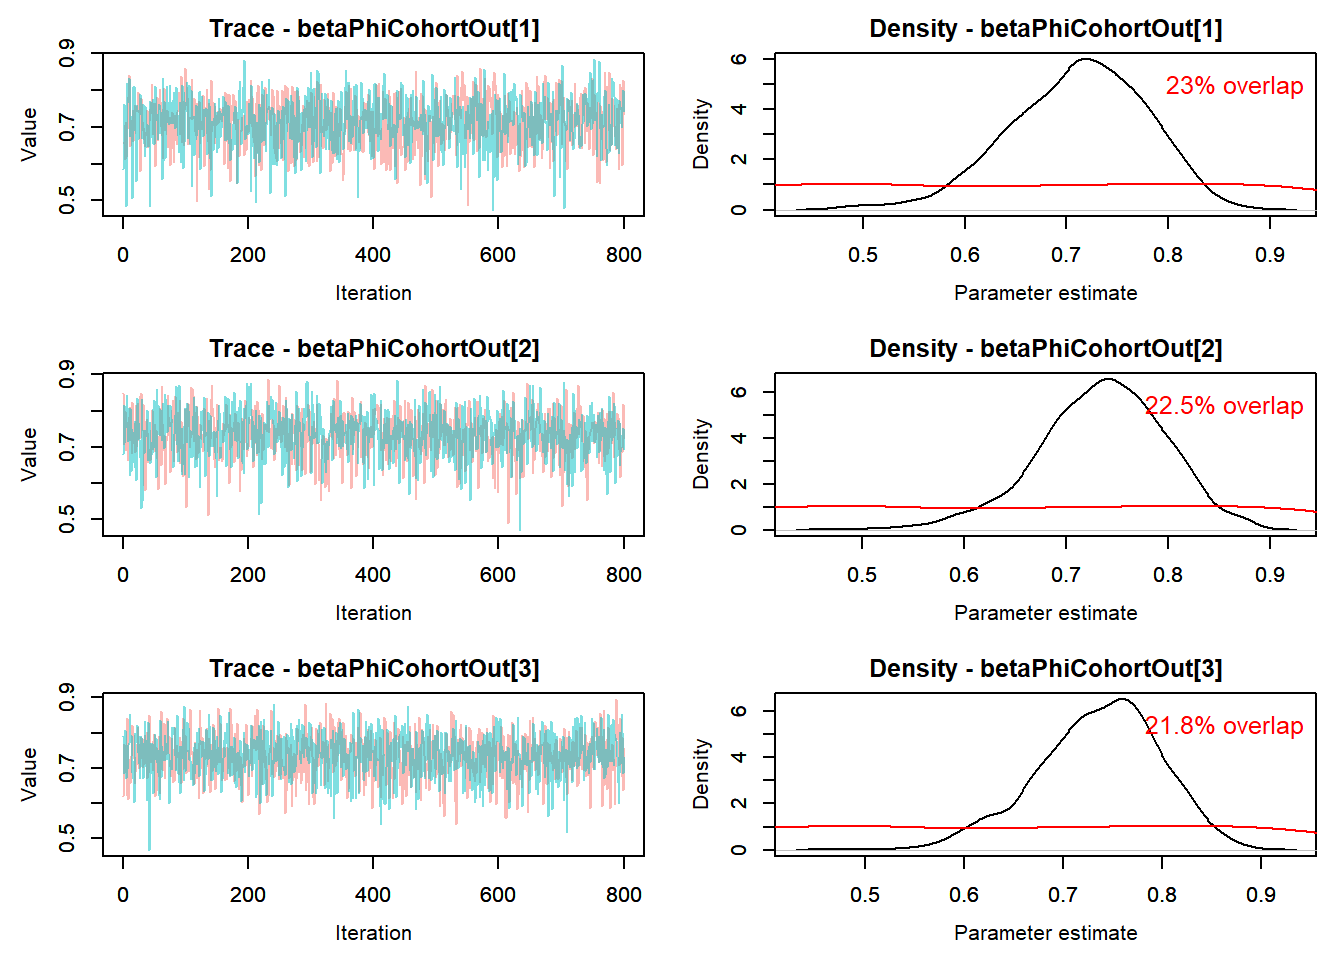 Trace - betaPhiCohortOut[1]
Value
0.5 0.7 0.9
0 200 400 600 800
Iteration
Density - betaPhiCohortOut[1]
23% overlap
Density
0 2 4 6
0.5 0.6 0.7 0.8 0.9
Parameter estimate
Trace - betaPhiCohortOut[2]
Value
0.5 0.7 0.9
0 200 400 600 800
Iteration
Density - betaPhiCohortOut[2]
22.5% overlap
Density
0 2 4 6
0.5 0.6 0.7 0.8 0.9
Parameter estimate
Trace - betaPhiCohortOut[3]
Value
0.5 0.7 0.9
0 200 400 600 800
Iteration
Density - betaPhiCohortOut[3]
21.8% overlap
Density
0 2 4 6
0.5 0.6 0.7 0.8 0.9
Parameter estimate